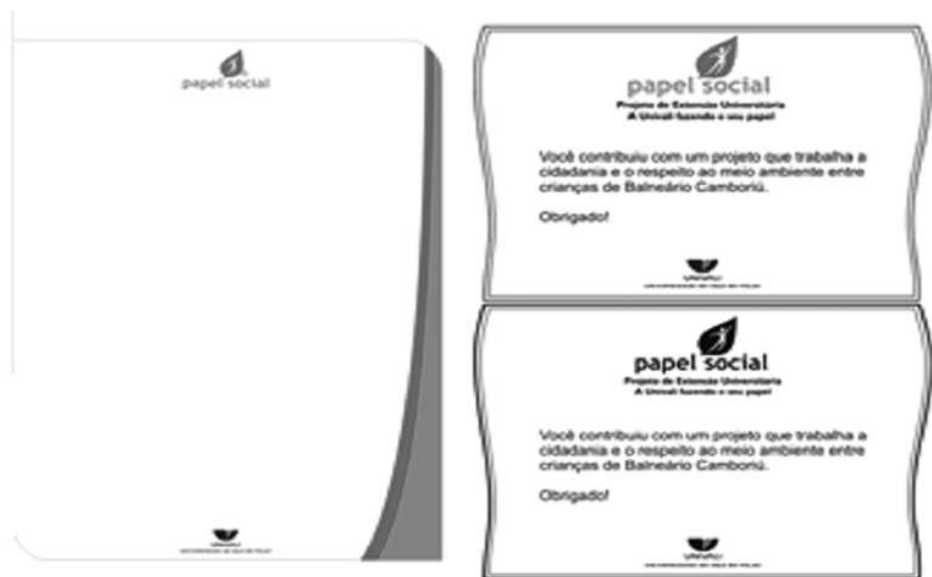 papel social
papel social
Projeto de Extensão Universitária
A Univali fazendo o seu papel
Você contribuiu com um projeto que trabalha a
cidadania e o respeito ao meio ambiente entre
crianças de Balneário Camboriú.
Obrigado!
UNIVALI
papel social
Projeto de Extensão Universitária
A Univali fazendo o seu papel
Você contribuiu com um projeto que trabalha a
cidadania e o respeito ao meio ambiente entre
crianças de Balneário Camboriú.
Obrigado!
UNIVALI
UNIVALI